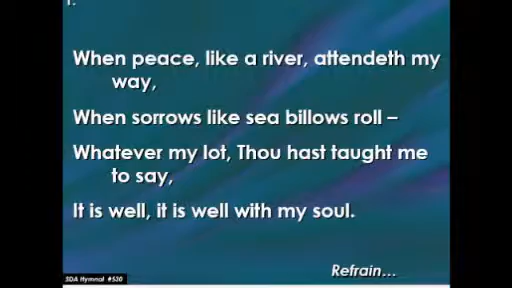 1.
When peace, like a river, attendeth my
way,
When sorrows like sea billows roll –
Whatever my lot, Thou hast taught me
to say,
It is well, it is well with my soul.
Refrain...
SDA Hymnal #530